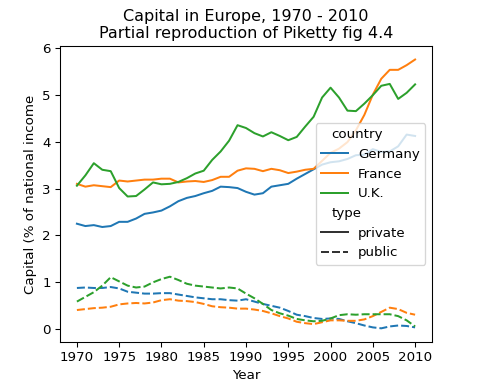 Capital in Europe, 1970 - 2010
Partial reproduction of Piketty fig 4.4
Capital (% of national income
6
5
4
3
2
1
0
country
Germany
France
U.K.
type
private
public
1970 1975 1980 1985 1990 1995 2000 2005 2010
Year